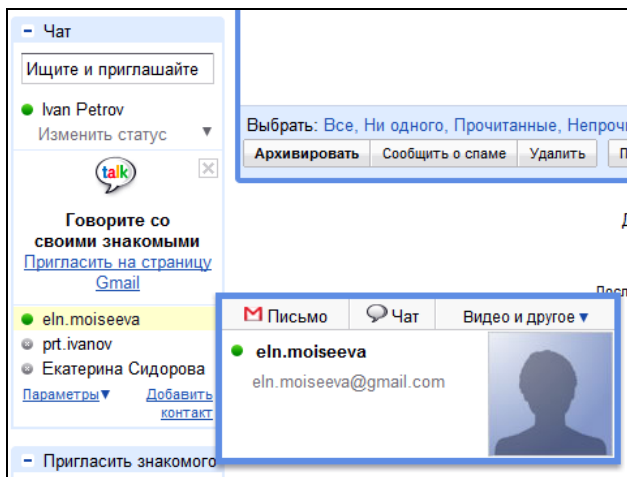 Чат
Ищите и приглашайте
Ivan Petrov
Изменить статус
talk
Говорите со
своими знакомыми
Пригласить на страницу
Gmail
eln.moiseeva
prt.ivanov
Екатерина Сидорова
Параметры▼ Добавить
контакт
Пригласить знакомого
Выбрать: Все, Ни одного, Прочитанные,
Архивировать Сообщить о спаме Удалить
Письмо Чат Видео и другое ▼
eln.moiseeva
eln.moiseeva@gmail.com